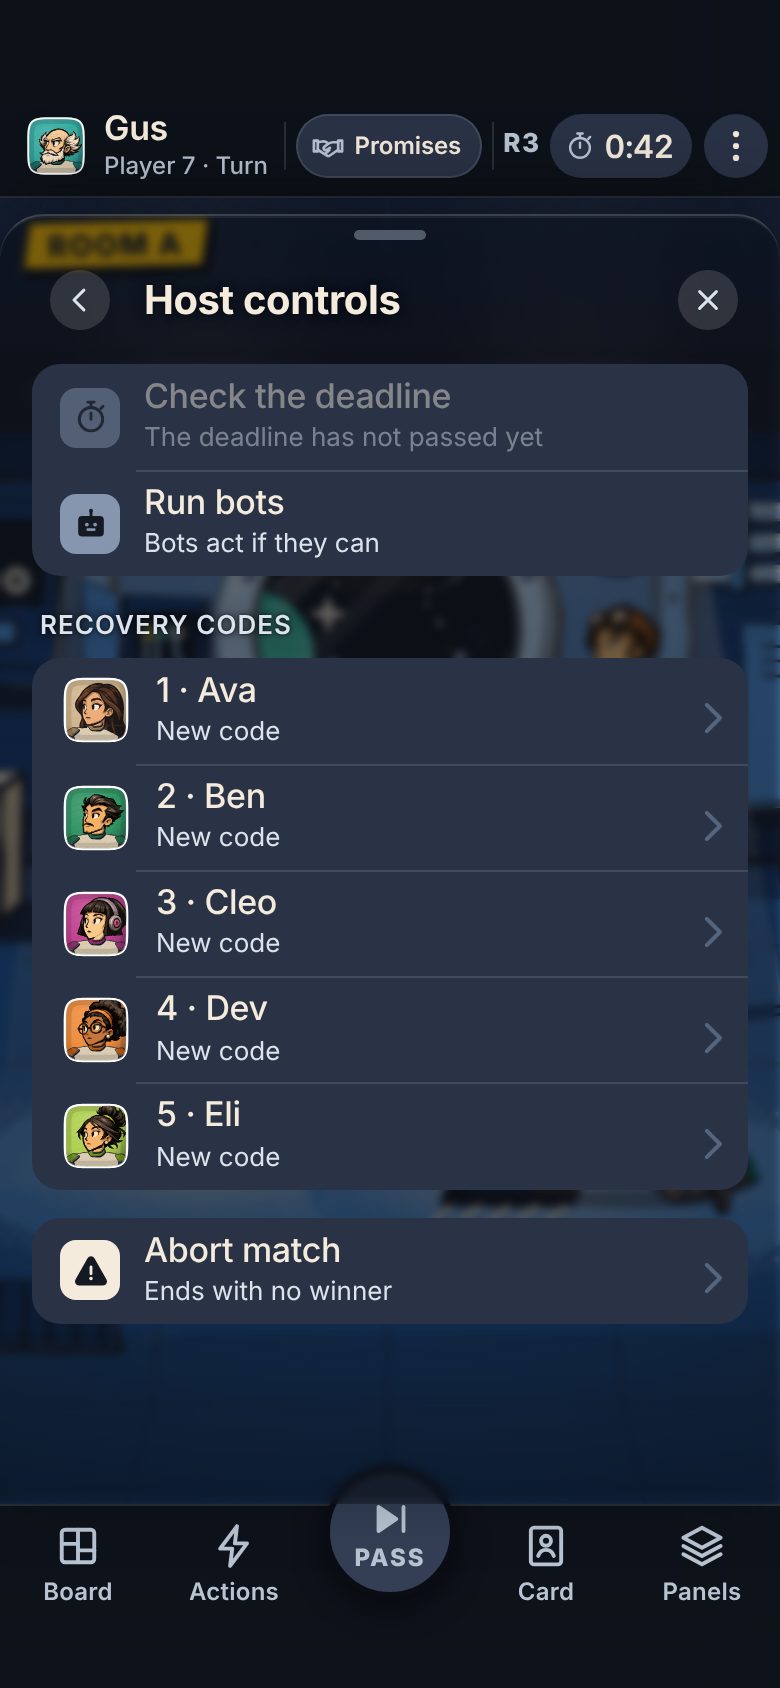 Gus
Player 7 · Turn
Promises
R3
0:42
ROOM A
Host controls
Check the deadline
The deadline has not passed yet
Run bots
Bots act if they can
RECOVERY CODES
1 · Ava
New code
2 · Ben
New code
3 · Cleo
New code
4 · Dev
New code
5 · Eli
New code
Abort match
Ends with no winner
PASS
Board
Actions
Card
Panels